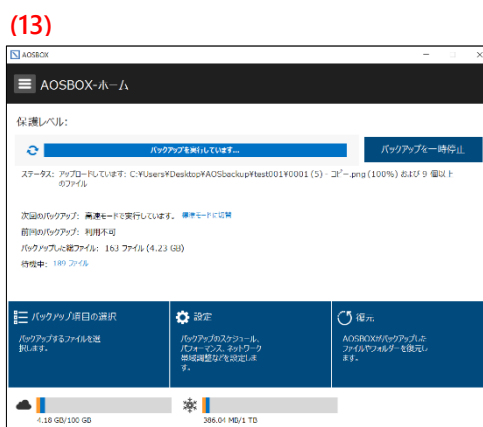 (13)
AOSBOX
AOSBOX-ホーム
保護レベル:
バックアップを実行しています...
バックアップを一時停止
ステータス: アップロードしています: C:¥Users¥Desktop¥AOSbackup¥test001¥0001 (5) - コピー.png (100%) および 9 個以上
のファイル
次回のバックアップ: 高速モードで実行しています。 標準モードに切替
前回のバックアップ: 利用不可
バックアップした総ファイル: 163 ファイル (4.23 GB)
待機中: 189 ファイル
バックアップ項目の選択
バックアップするファイルを選
択します。
設定
バックアップのスケジュール、
パフォーマンス、ネットワーク
帯域調整などを設定しま
す。
復元
AOSBOXがバックアップした
ファイルやフォルダーを復元し
ます。
4.18 GB/100 GB
386.04 MB/1 TB